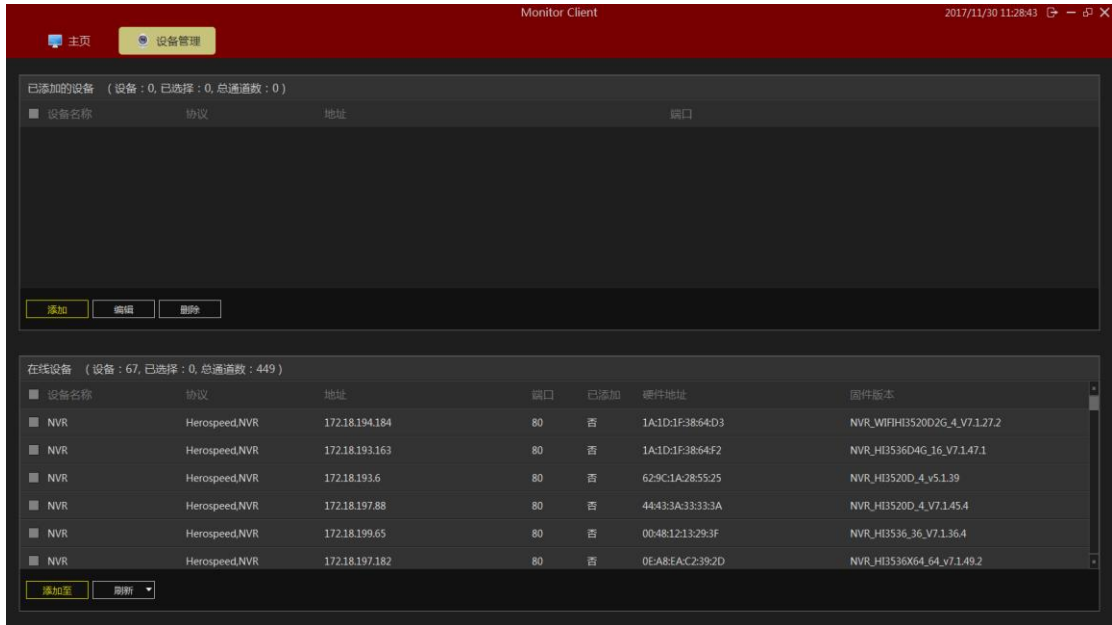 Monitor Client 2017/11/30 11:28:43
主页 设备管理
已添加的设备 （设备：0, 已选择：0, 总通道数：0）
设备名称 协议 地址 端口
添加 编辑 删除
在线设备 （设备：67, 已选择：0, 总通道数：449）
设备名称 协议 地址 端口 已添加 硬件地址 固件版本
NVR Herospeed,NVR 172.18.194.184 80 否 1A:1D:1F:38:64:D3 NVR_WIFIHI3520D2G_4_V7.1.27.2
NVR Herospeed,NVR 172.18.193.163 80 否 1A:1D:1F:38:64:F2 NVR_HI3536D4G_16_V7.1.47.1
NVR Herospeed,NVR 172.18.193.6 80 否 62:9C:1A:28:55:25 NVR_HI3520D_4_v5.1.39
NVR Herospeed,NVR 172.18.197.88 80 否 44:43:3A:33:33:3A NVR_HI3520D_4_V7.1.45.4
NVR Herospeed,NVR 172.18.199.65 80 否 00:48:12:13:29:3F NVR_HI3536_36_V7.1.36.4
NVR Herospeed,NVR 172.18.197.182 80 否 0E:A8:EA:C2:39:2D NVR_HI3536X64_64_v7.1.49.2
添加至 刷新